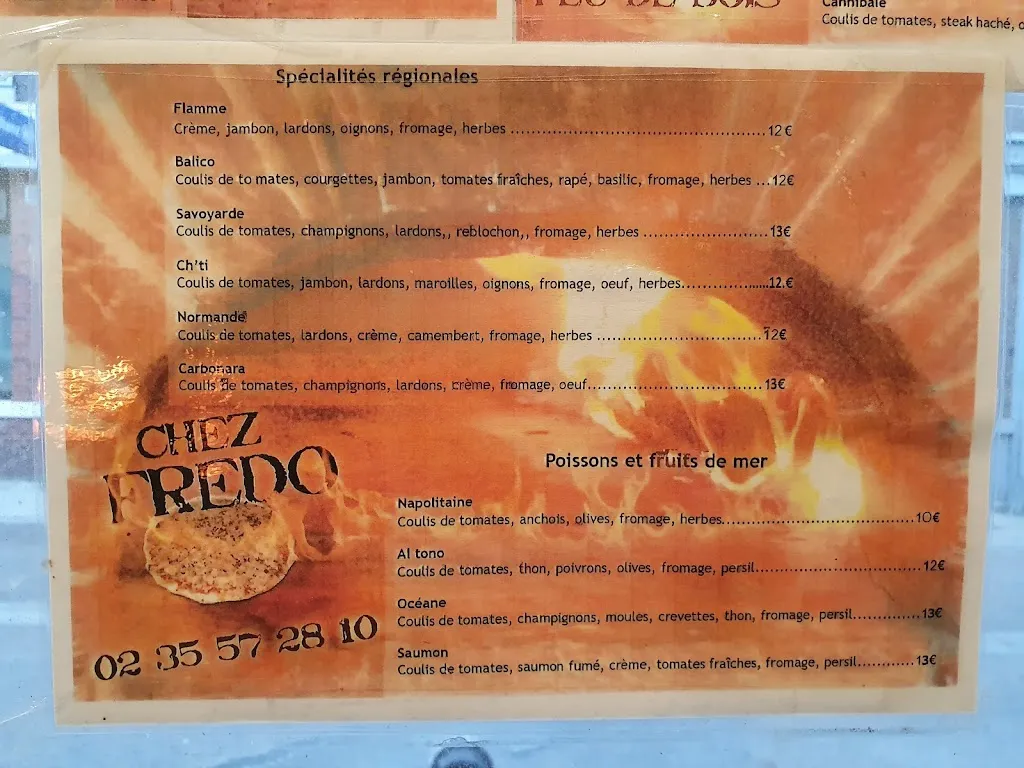 FEU DE BOIS
Cannibale
Coulis de tomates, steak haché,
Spécialités régionales
Flamme
Crème, jambon, lardons, oignons, fromage, herbes ................................................................12€
Balico
Coulis de to mates, courgettes, jambon, tomates fraîches, rapé, basilic, fromage, herbes ...12€
Savoyarde
Coulis de tomates, champignons, lardons,, reblochon,, fromage, herbes ..............................13€
Ch'ti
Coulis de tomates, jambon, lardons, maroilles, oignons, fromage, oeuf, herbes....................12.€
Normande
Coulis de tomates, lardons, crème, camembert, fromage, herbes ........................................12€
Carbonara
Coulis de tomates, champignons, lardons, crème, fromage, oeuf..........................................13€
CHEZ
FREDO
02 35 57 28 10
Poissons et fruits de mer
Napolitaine
Coulis de tomates, anchois, olives, fromage, herbes..............................................10€
Al tono
Coulis de tomates, thon, poivrons, olives, fromage, persil........................................12€
Océane
Coulis de tomates, champignons, moules, crevettes, thon, fromage, persil...............13€
Saumon
Coulis de tomates, saumon fumé, crème, tomates fraîches, fromage, persil............13€